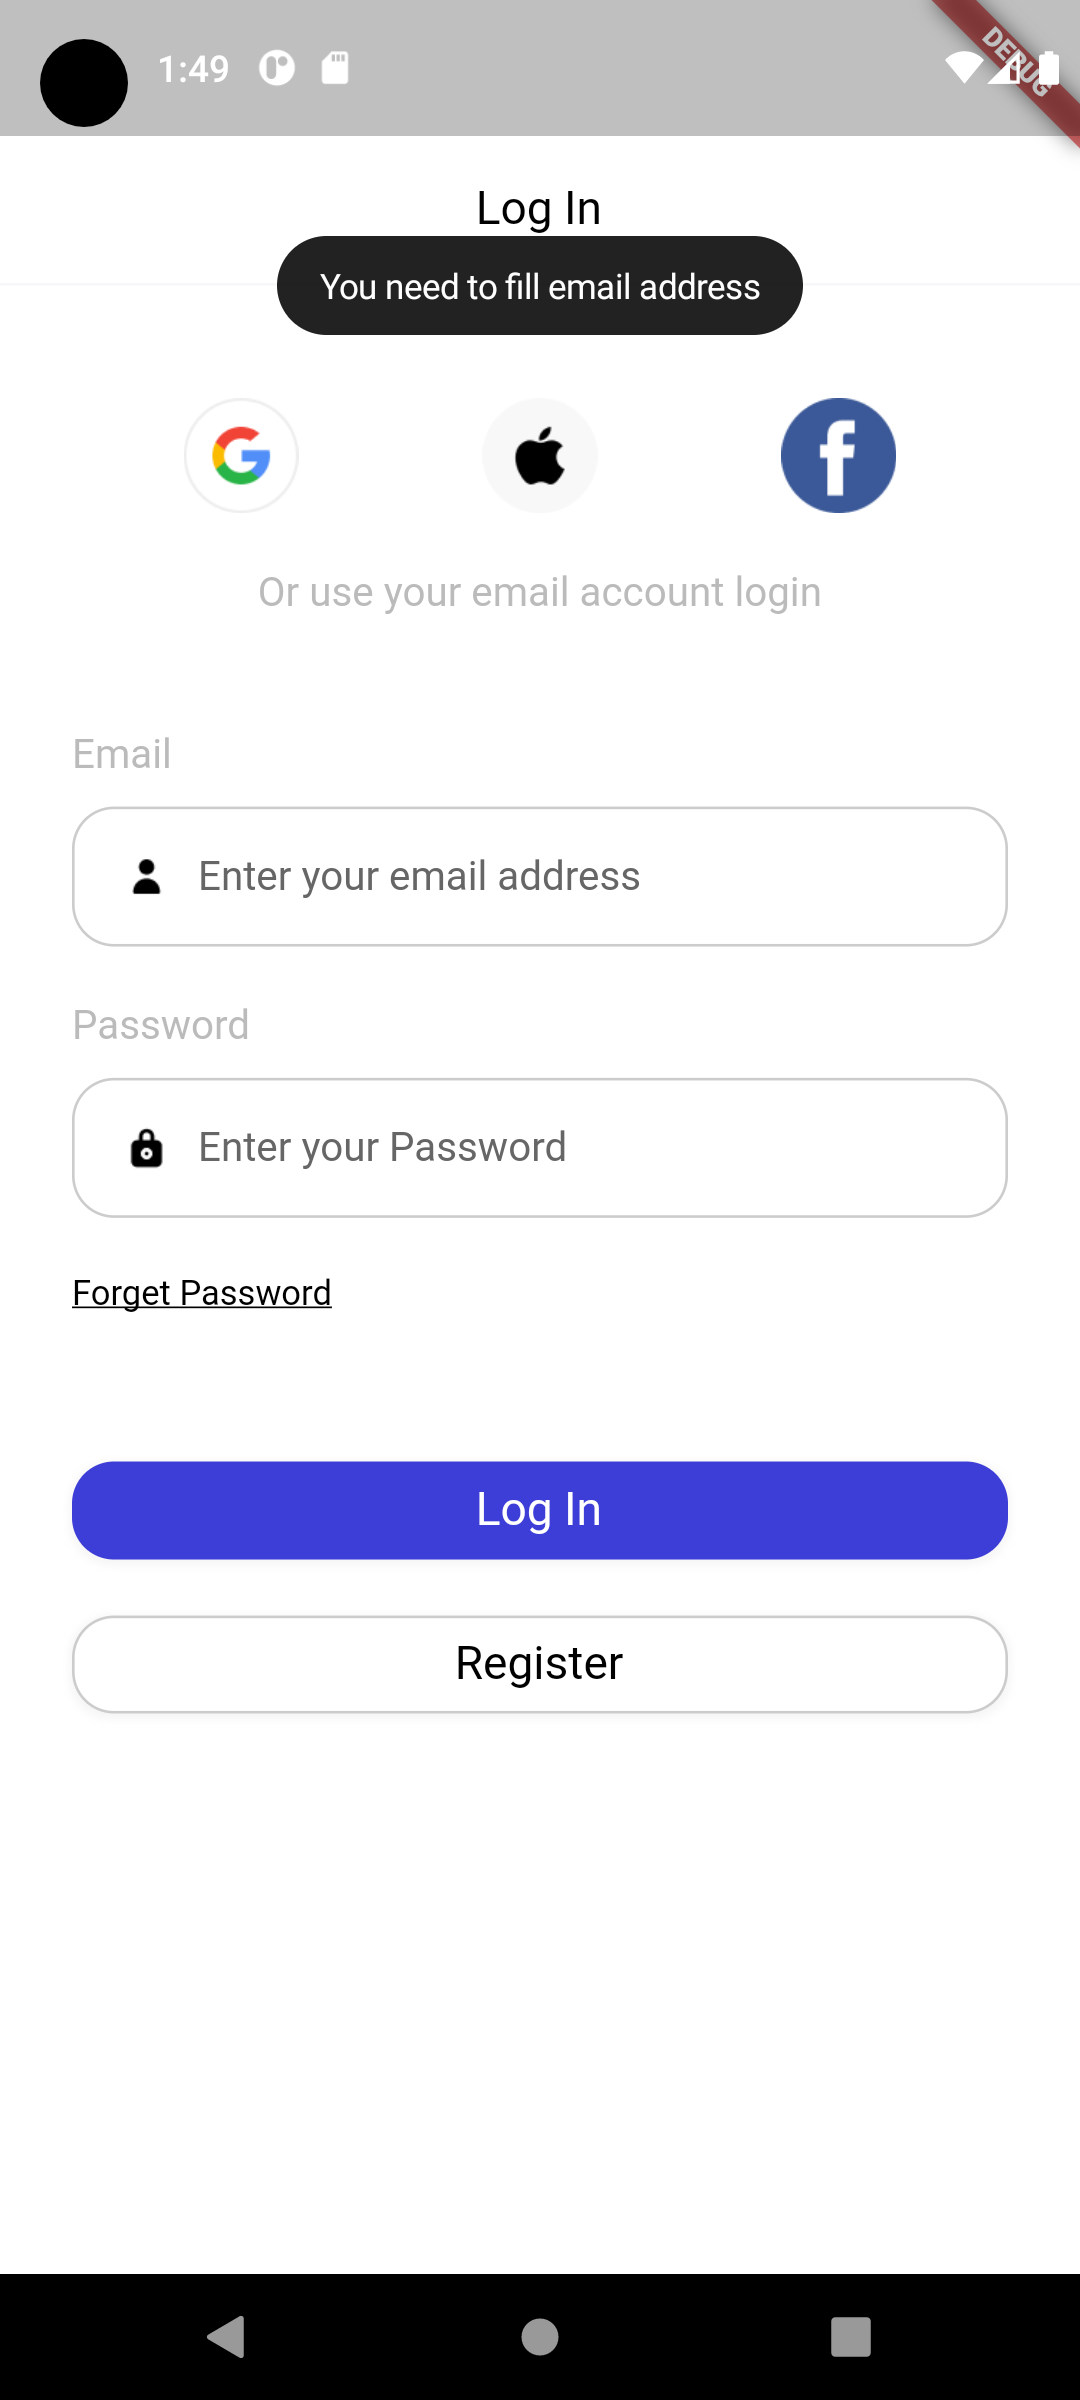 1:49
DEBUG
Log In
You need to fill email address
Or use your email account login
Email
Enter your email address
Password
Enter your Password
Forget Password
Log In
Register